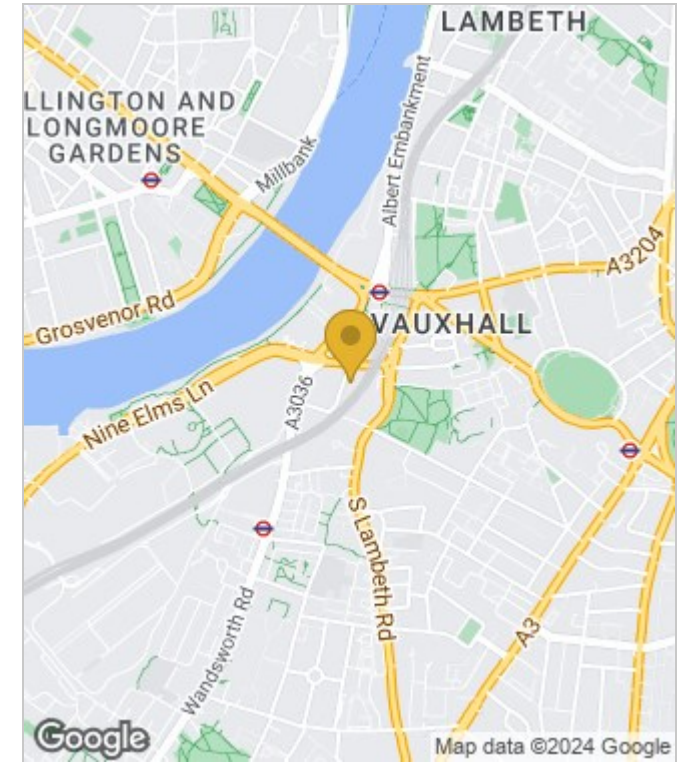 LAMBETH
LLINGTON AND
LONGMOORE
GARDENS
Millbank
Albert Embankment
A3204
Grosvenor Rd
VAUXHALL
A3036
Nine Elms Ln
S Lambeth Rd
A3
Wandsworth Rd
Google
Map data ©2024 Google